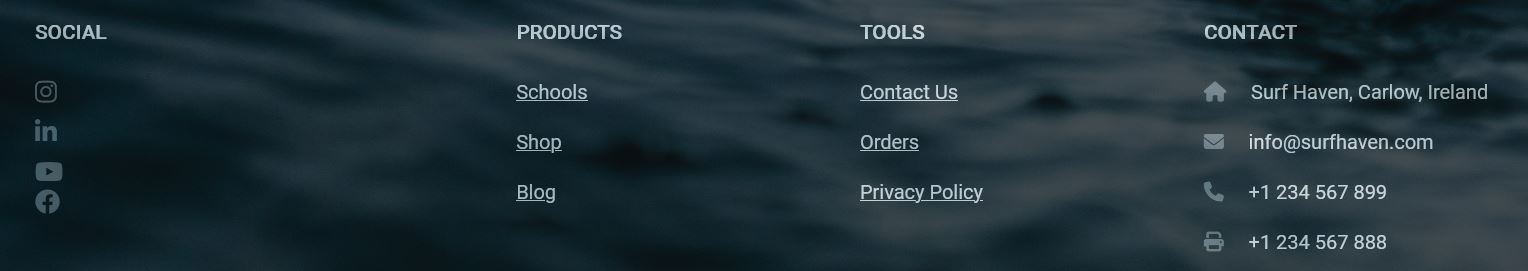 SOCIAL
PRODUCTS
Schools
Shop
Blog
TOOLS
Contact Us
Orders
Privacy Policy
CONTACT
Surf Haven, Carlow, Ireland
info@surfhaven.com
+1 234 567 899
+1 234 567 888